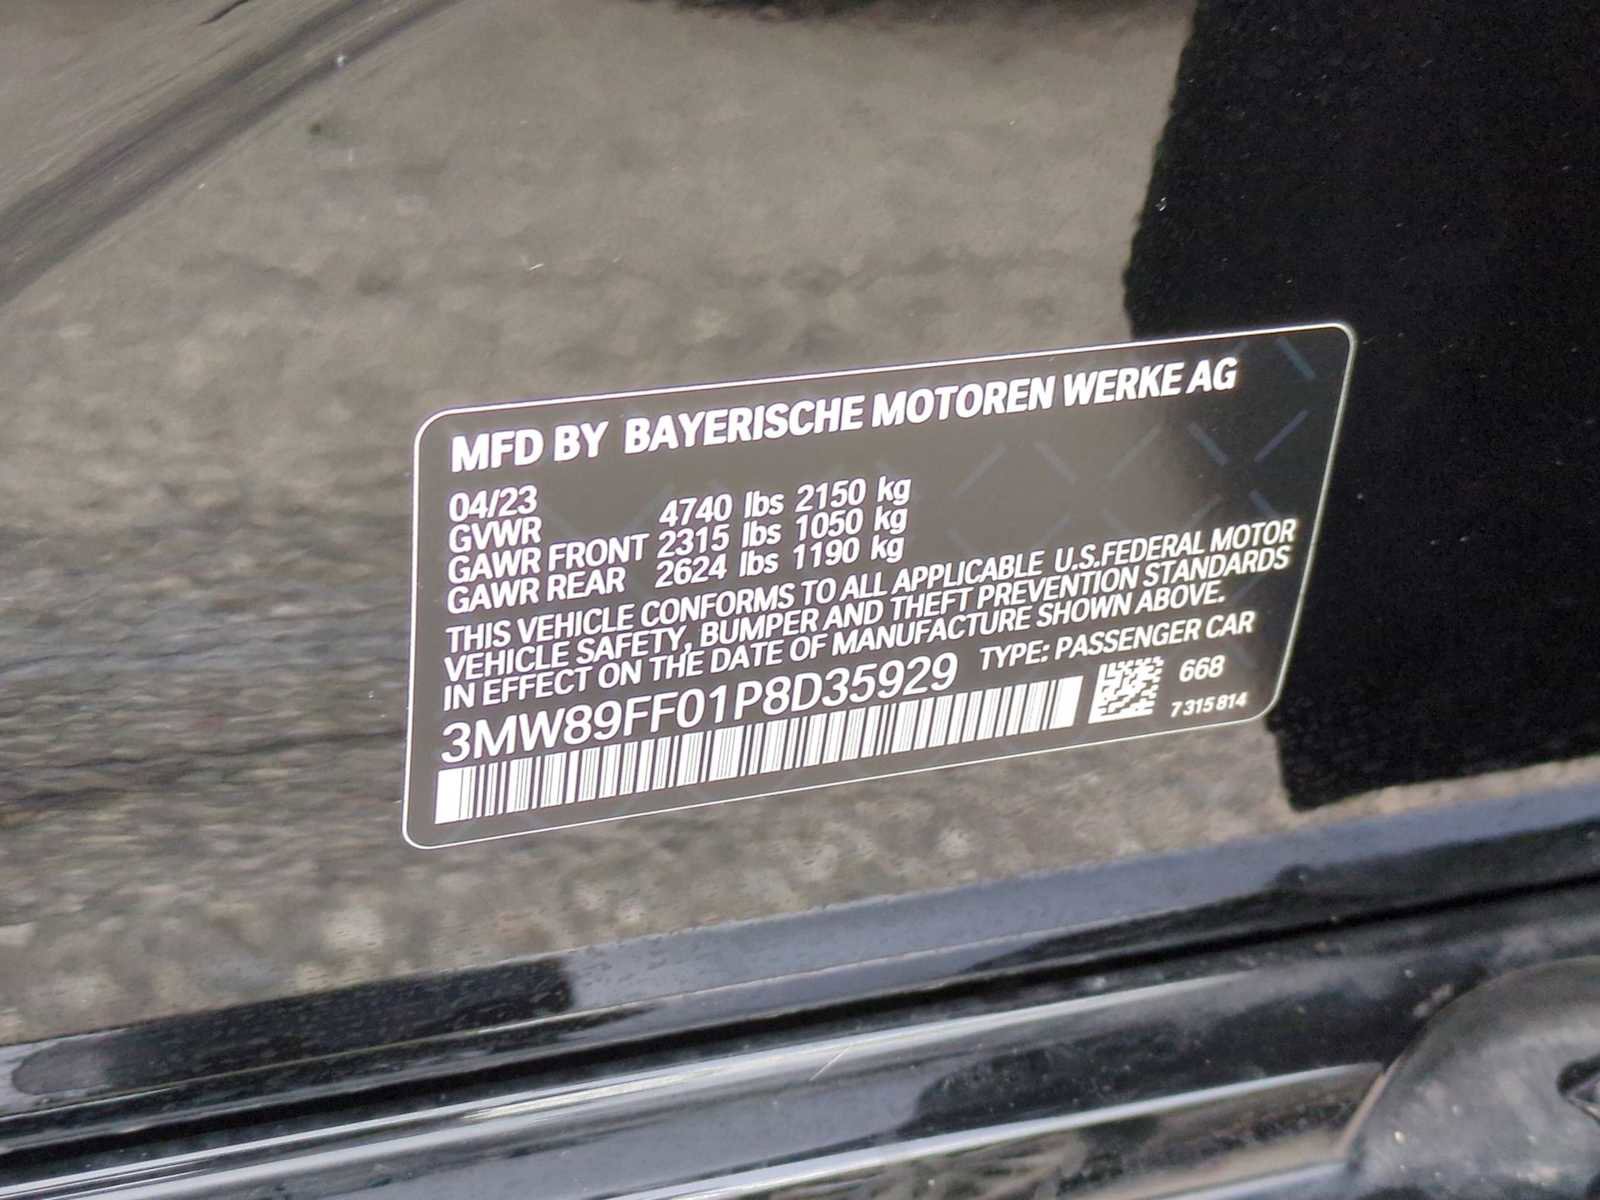 MFD BY BAYERISCHE MOTOREN WERKE AG
04/23
GVWR 4740 lbs 2150 kg
GAWR FRONT 2315 lbs 1050 kg
GAWR REAR 2624 lbs 1190 kg
THIS VEHICLE CONFORMS TO ALL APPLICABLE U.S.FEDERAL MOTOR
VEHICLE SAFETY, BUMPER AND THEFT PREVENTION STANDARDS
IN EFFECT ON THE DATE OF MANUFACTURE SHOWN ABOVE.
3MW89FF01P8D35929 TYPE: PASSENGER CAR
668
7 315 814